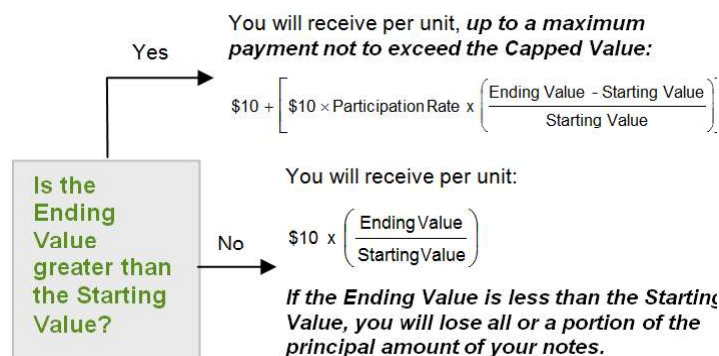 You will receive per unit, up to a maximum
payment not to exceed the Capped Value:
Yes
$10 + [ $10 × Participation Rate x ( Ending Value - Starting Value
Starting Value ) ]
Is the
Ending
Value
greater than
the Starting
Value?
No
You will receive per unit:
$10 x ( Ending Value
Starting Value )
If the Ending Value is less than the Starting
Value, you will lose all or a portion of the
principal amount of your notes.